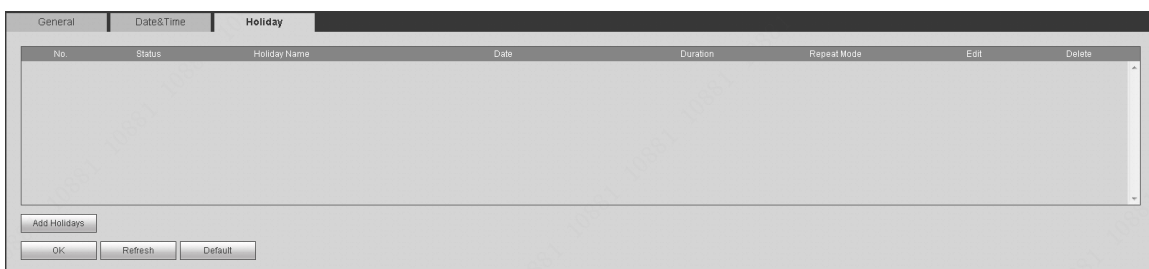 General Date&Time Holiday
No. Status Holiday Name Date Duration Repeat Mode Edit Delete
Add Holidays
OK Refresh Default